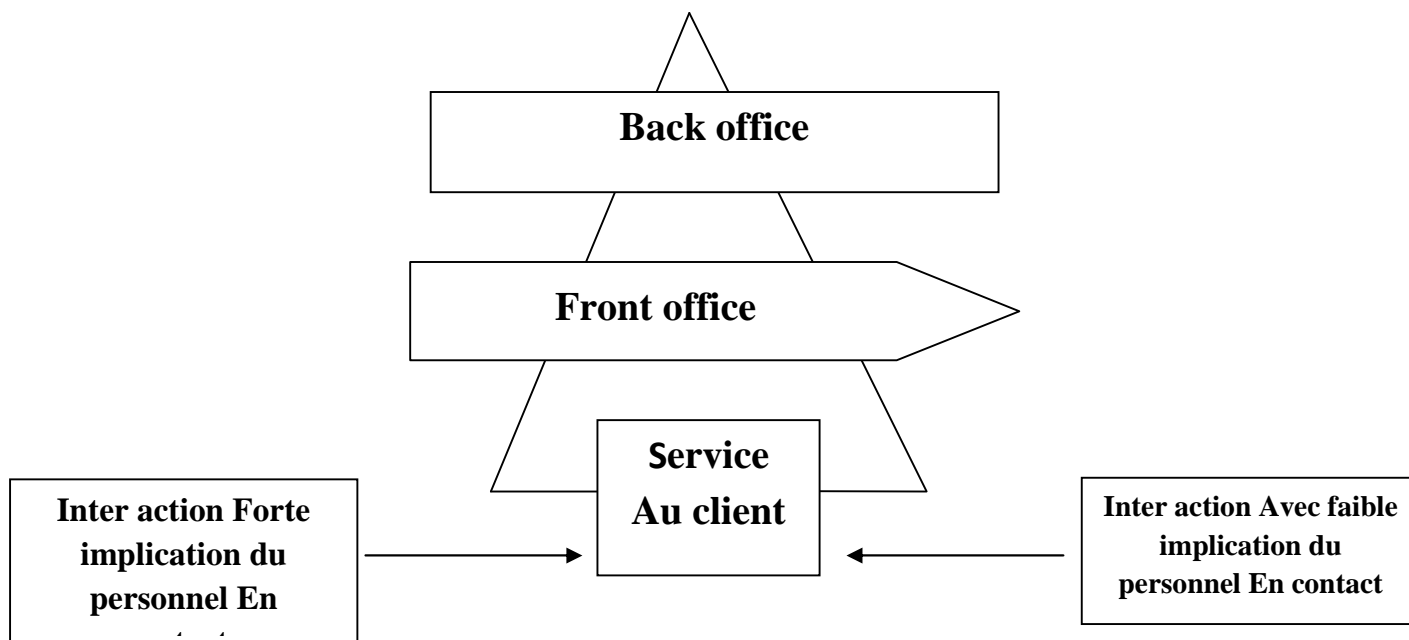 Back office
Front office
Service
Au client
Inter action Forte
implication du
personnel En
Inter action Avec faible
implication du
personnel En contact